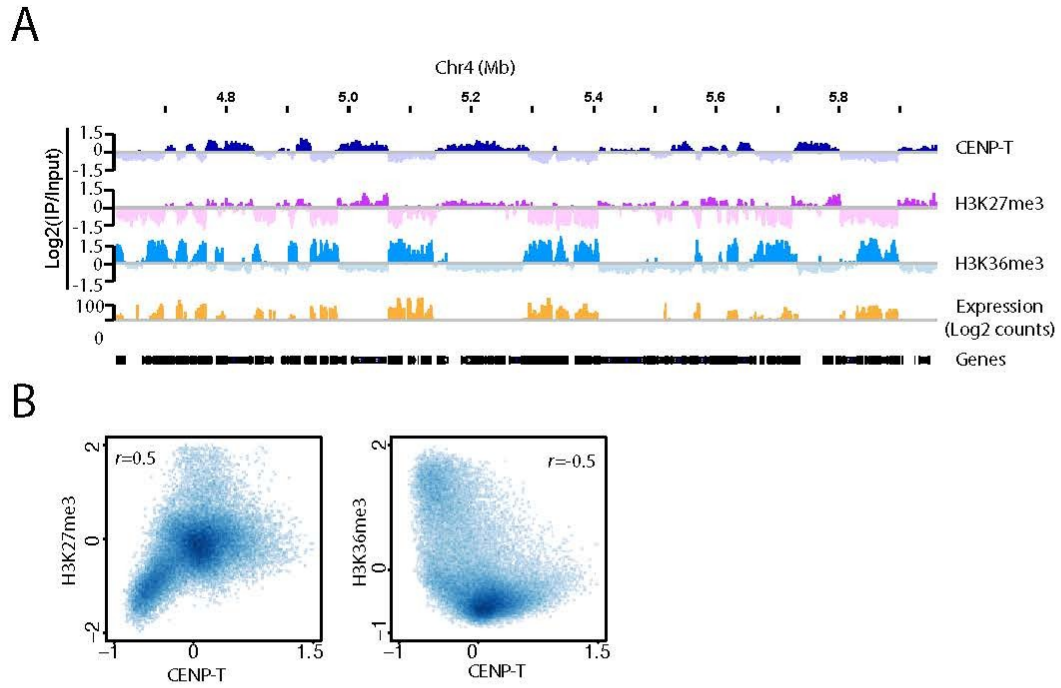 A
Chr4 (Mb)
4.8 5.0 5.2 5.4 5.6 5.8
Log2(IP/Input)
1.5
0
-1.5
CENP-T
1.5
0
-1.5
H3K27me3
1.5
0
-1.5
H3K36me3
100
0
Expression
(Log2 counts)
Genes
B
H3K27me3
2
0
−2
r=0.5
−1 0 1.5
CENP-T
H3K36me3
2
0
−1
r=-0.5
−1 0 1.5
CENP-T